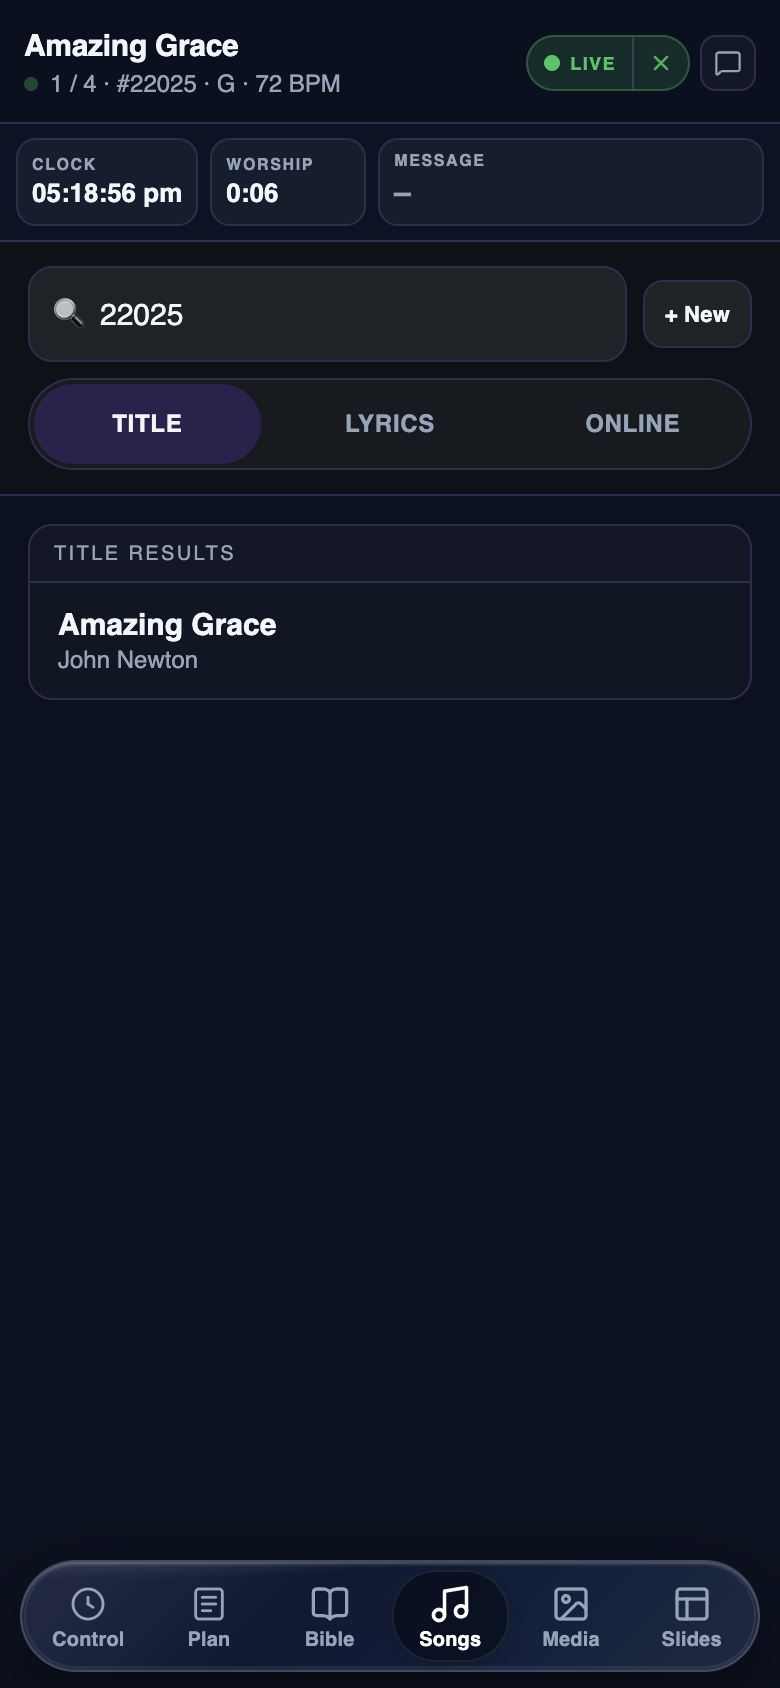 Amazing Grace
1 / 4 · #22025 · G · 72 BPM
LIVE
CLOCK
05:18:56 pm
WORSHIP
0:06
MESSAGE
–
22025
+ New
TITLE
LYRICS
ONLINE
TITLE RESULTS
Amazing Grace
John Newton
Control
Plan
Bible
Songs
Media
Slides